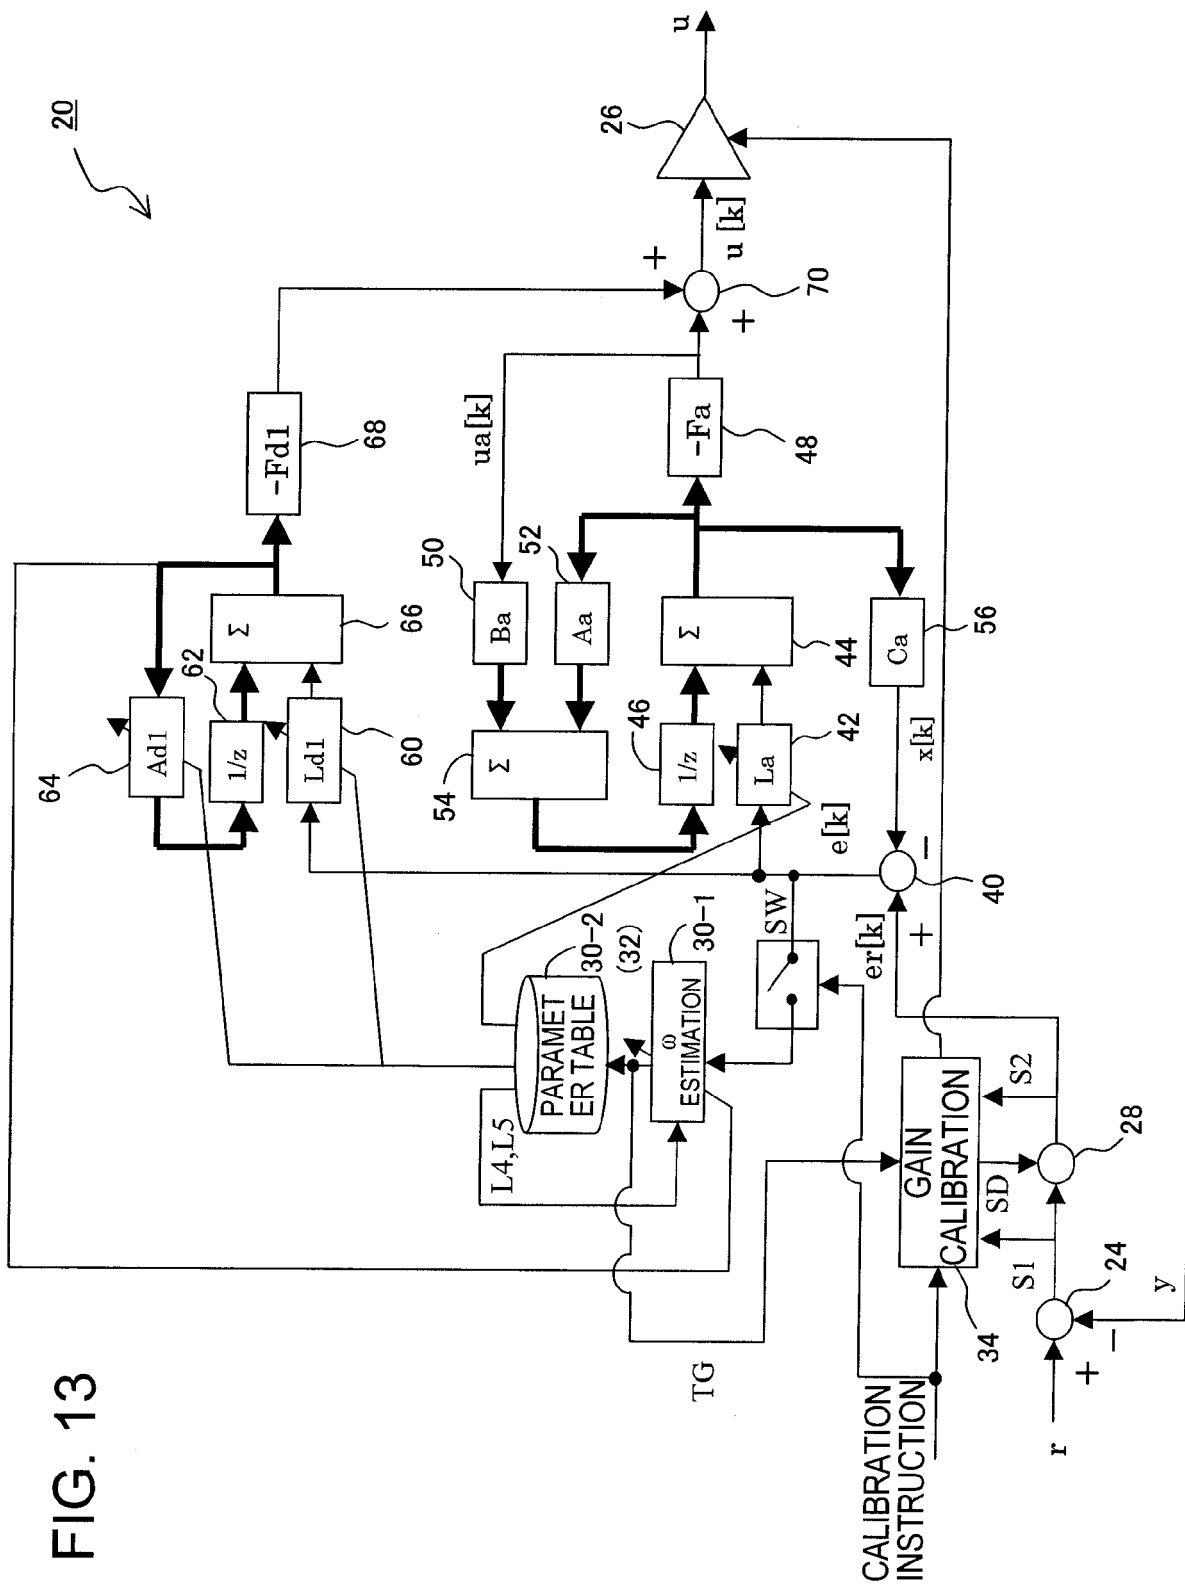 FIG. 13
20
u
26
u [k]
+
70
+
-Fd1
68
ua[k]
-Fa
48
50
52
Ba
Aa
Σ
66
62
Σ
44
Ca
56
64
Ad1
1/z
Ld1
60
54
Σ
46
1/z
La
42
x[k]
e[k]
−
40
SW
er[k]
+
30-2
(32)
30-1
PARAMET
ER TABLE
ω
ESTIMATION
L4,L5
GAIN
CALIBRATION
S2
SD
28
S1
24
34
y
−
+
r
TG
CALIBRATION
INSTRUCTION